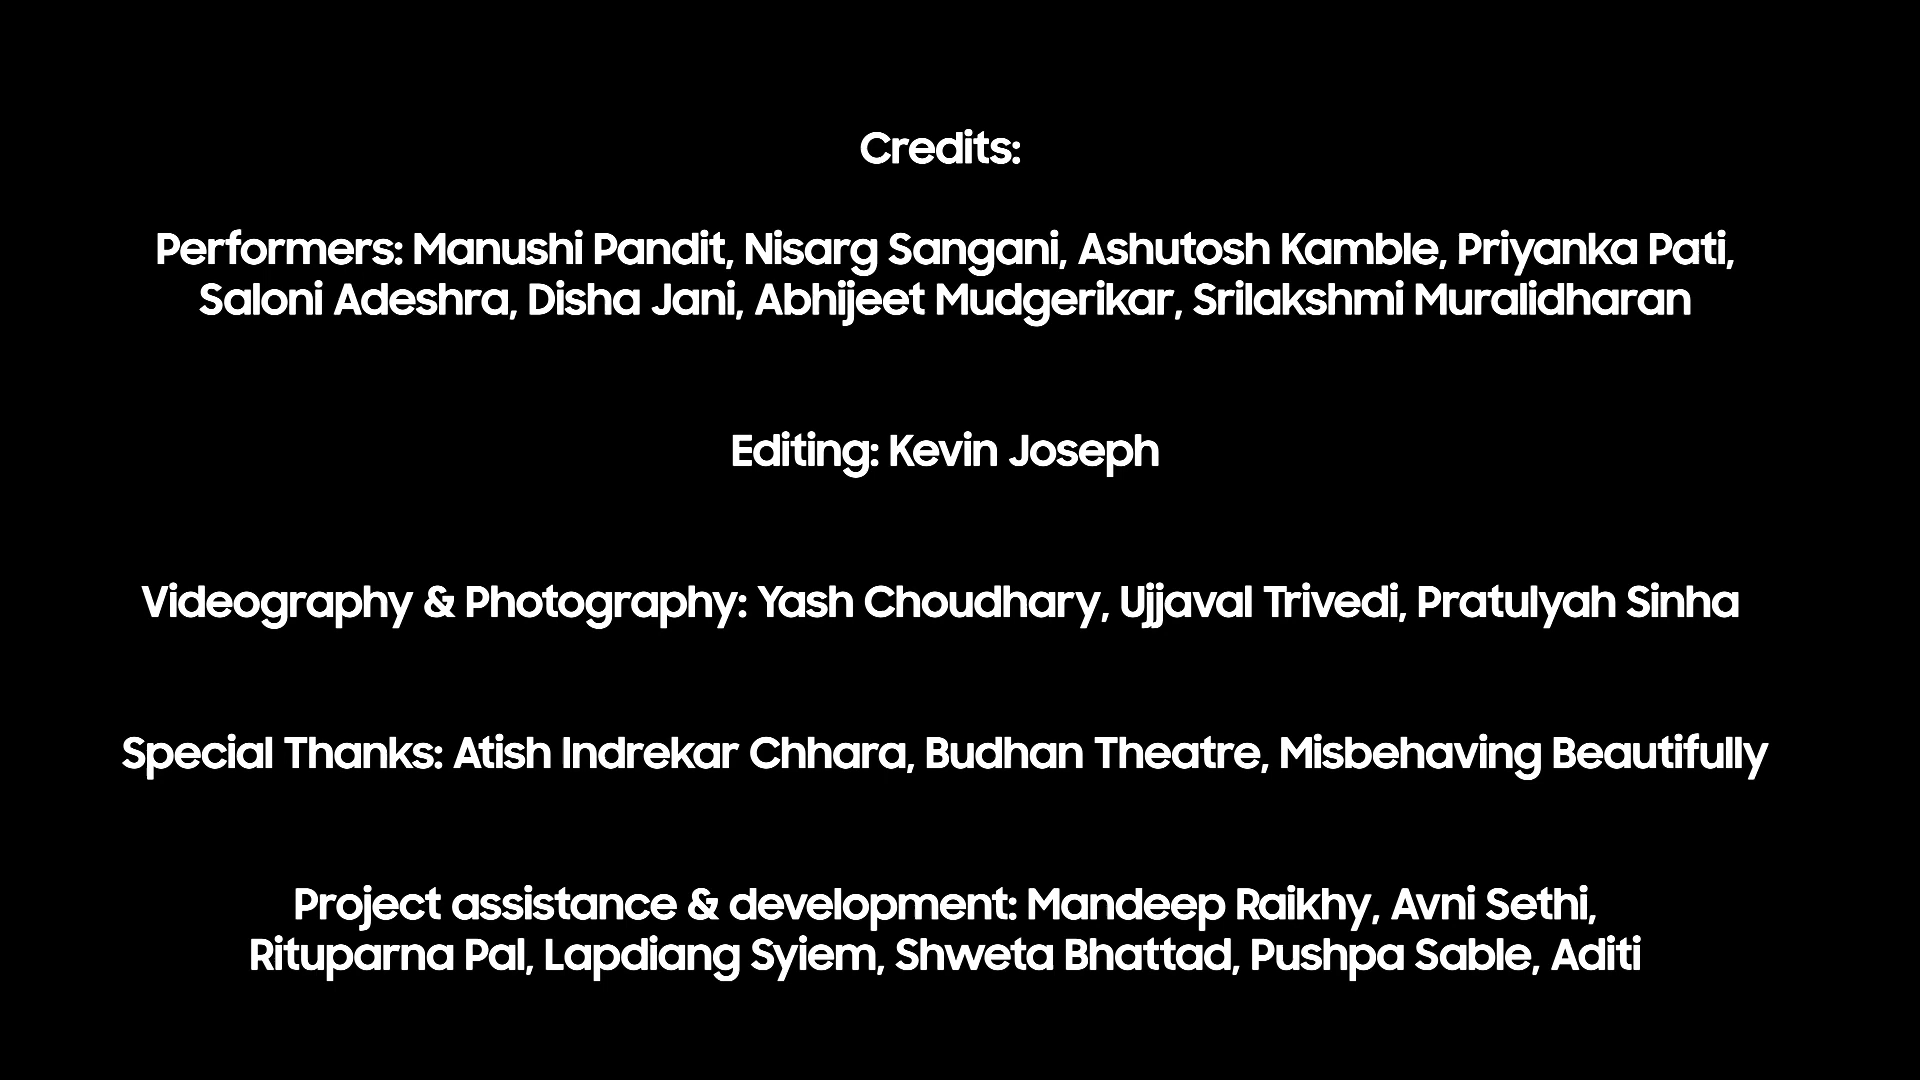 Credits:
Performers: Manushi Pandit, Nisarg Sangani, Ashutosh Kamble, Priyanka Pati,
Saloni Adeshra, Disha Jani, Abhijeet Mudgerikar, Srilakshmi Muralidharan
Editing: Kevin Joseph
Videography & Photography: Yash Choudhary, Ujjaval Trivedi, Pratulyah Sinha
Special Thanks: Atish Indrekar Chhara, Budhan Theatre, Misbehaving Beautifully
Project assistance & development: Mandeep Raikhy, Avni Sethi,
Rituparna Pal, Lapdiang Syiem, Shweta Bhattad, Pushpa Sable, Aditi